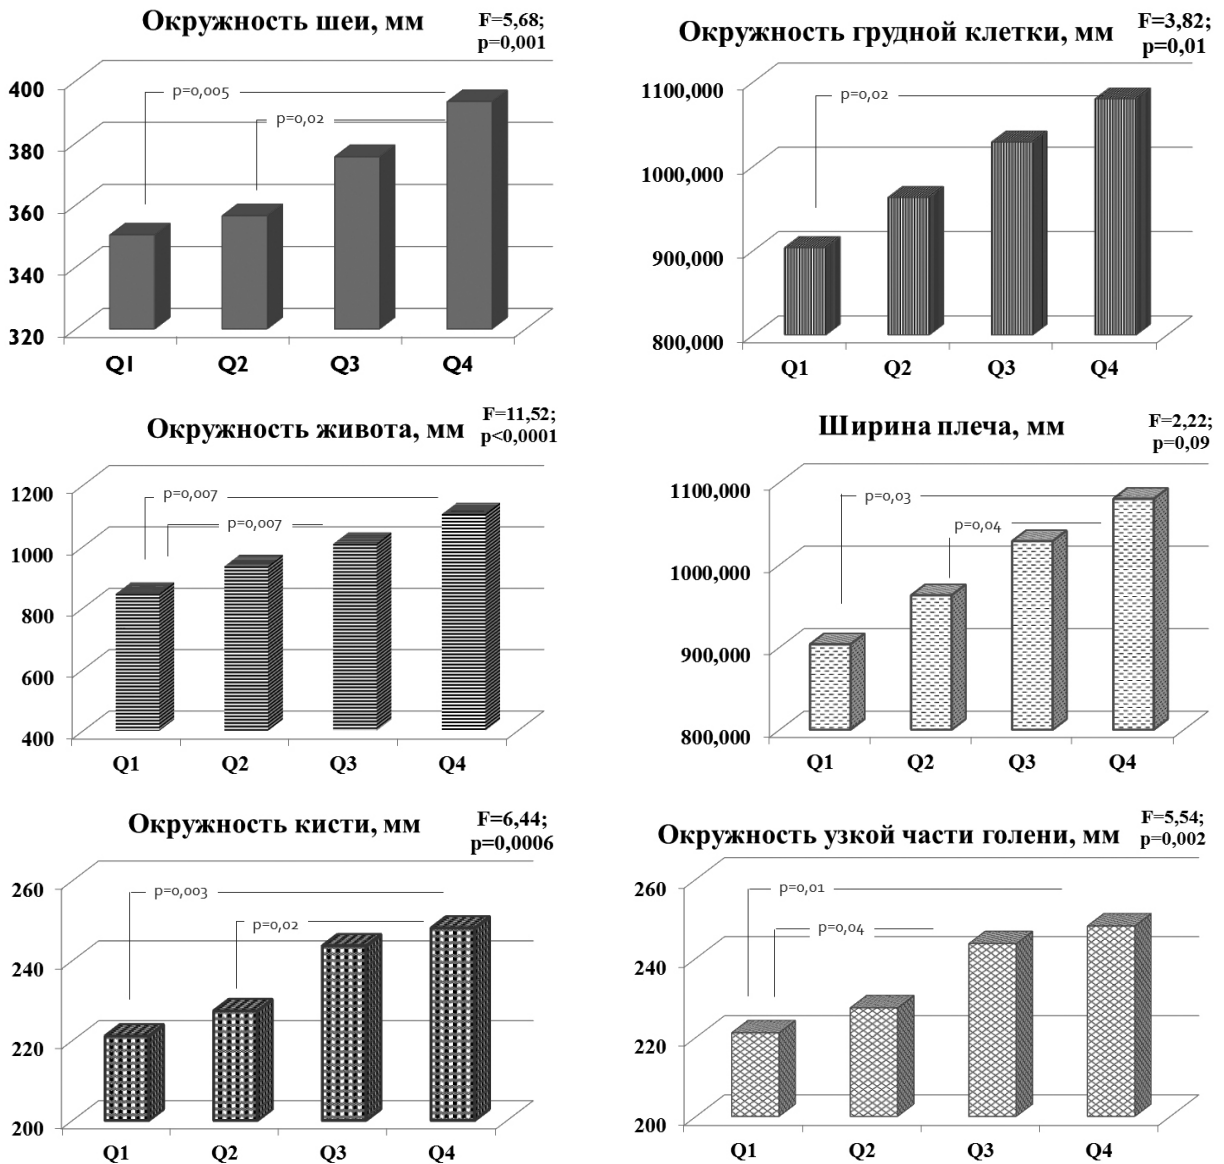 Окружность шеи, мм
F=5,68;
p=0,001
400
380
360
340
320
p=0,005
p=0,02
Q1 Q2 Q3 Q4
Окружность грудной клетки, мм
F=3,82;
p=0,01
1100,000
1000,000
900,000
800,000
p=0,02
Q1 Q2 Q3 Q4
Окружность живота, мм
F=11,52;
p<0,0001
1200
1000
800
600
400
p=0,007
p=0,007
Q1 Q2 Q3 Q4
Ширина плеча, мм
F=2,22;
p=0,09
1100,000
1000,000
900,000
800,000
p=0,03
p=0,04
Q1 Q2 Q3 Q4
Окружность кисти, мм
F=6,44;
p=0,0006
260
240
220
200
p=0,003
p=0,02
Q1 Q2 Q3 Q4
Окружность узкой части голени, мм
F=5,54;
p=0,002
260
240
220
200
p=0,01
p=0,04
Q1 Q2 Q3 Q4